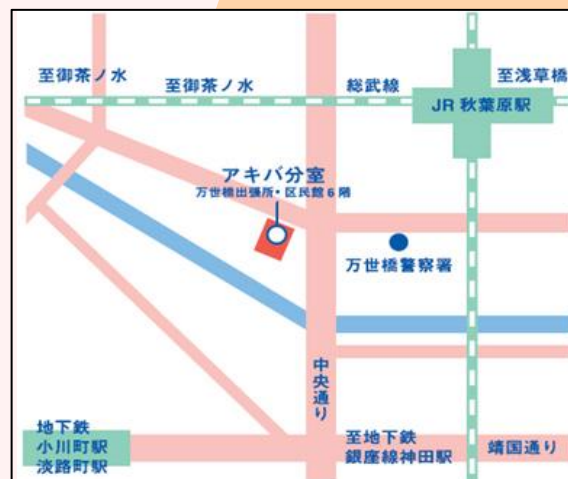 至御茶ノ水
至御茶ノ水
総武線
至浅草橋
JR 秋葉原駅
アキバ分室
万世橋出張所・区民館６階
万世橋警察署
中央通り
地下鉄
小川町駅
淡路町駅
至地下鉄
銀座線神田駅
靖国通り